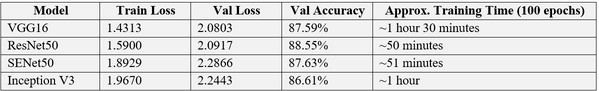 Model Train Loss Val Loss Val Accuracy Approx. Training Time (100 epochs)
VGG16 1.4313 2.0803 87.59% ~1 hour 30 minutes
ResNet50 1.5900 2.0917 88.55% ~50 minutes
SENet50 1.8929 2.2866 87.63% ~51 minutes
Inception V3 1.9670 2.2443 86.61% ~1 hour